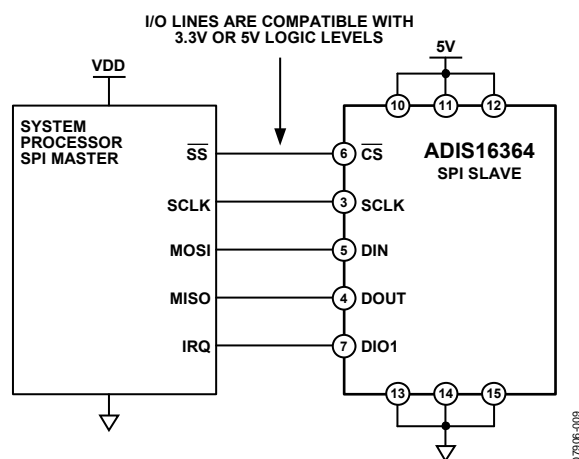 I/O LINES ARE COMPATIBLE WITH
3.3V OR 5V LOGIC LEVELS
VDD
5V
10 11 12
SYSTEM
PROCESSOR
SPI MASTER
ADIS16364
SPI SLAVE
SS 6 CS
SCLK 3 SCLK
MOSI 5 DIN
MISO 4 DOUT
IRQ 7 DIO1
13 14 15
07906-009